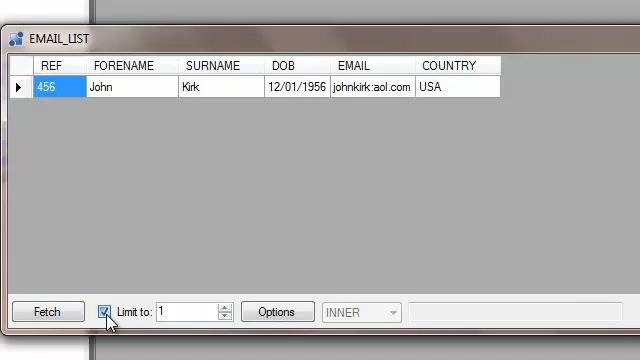 EMAIL_LIST
REF FORENAME SURNAME DOB EMAIL COUNTRY
456 John Kirk 12/01/1956 johnkirk:aol.com USA
Fetch Limit to: 1 Options INNER